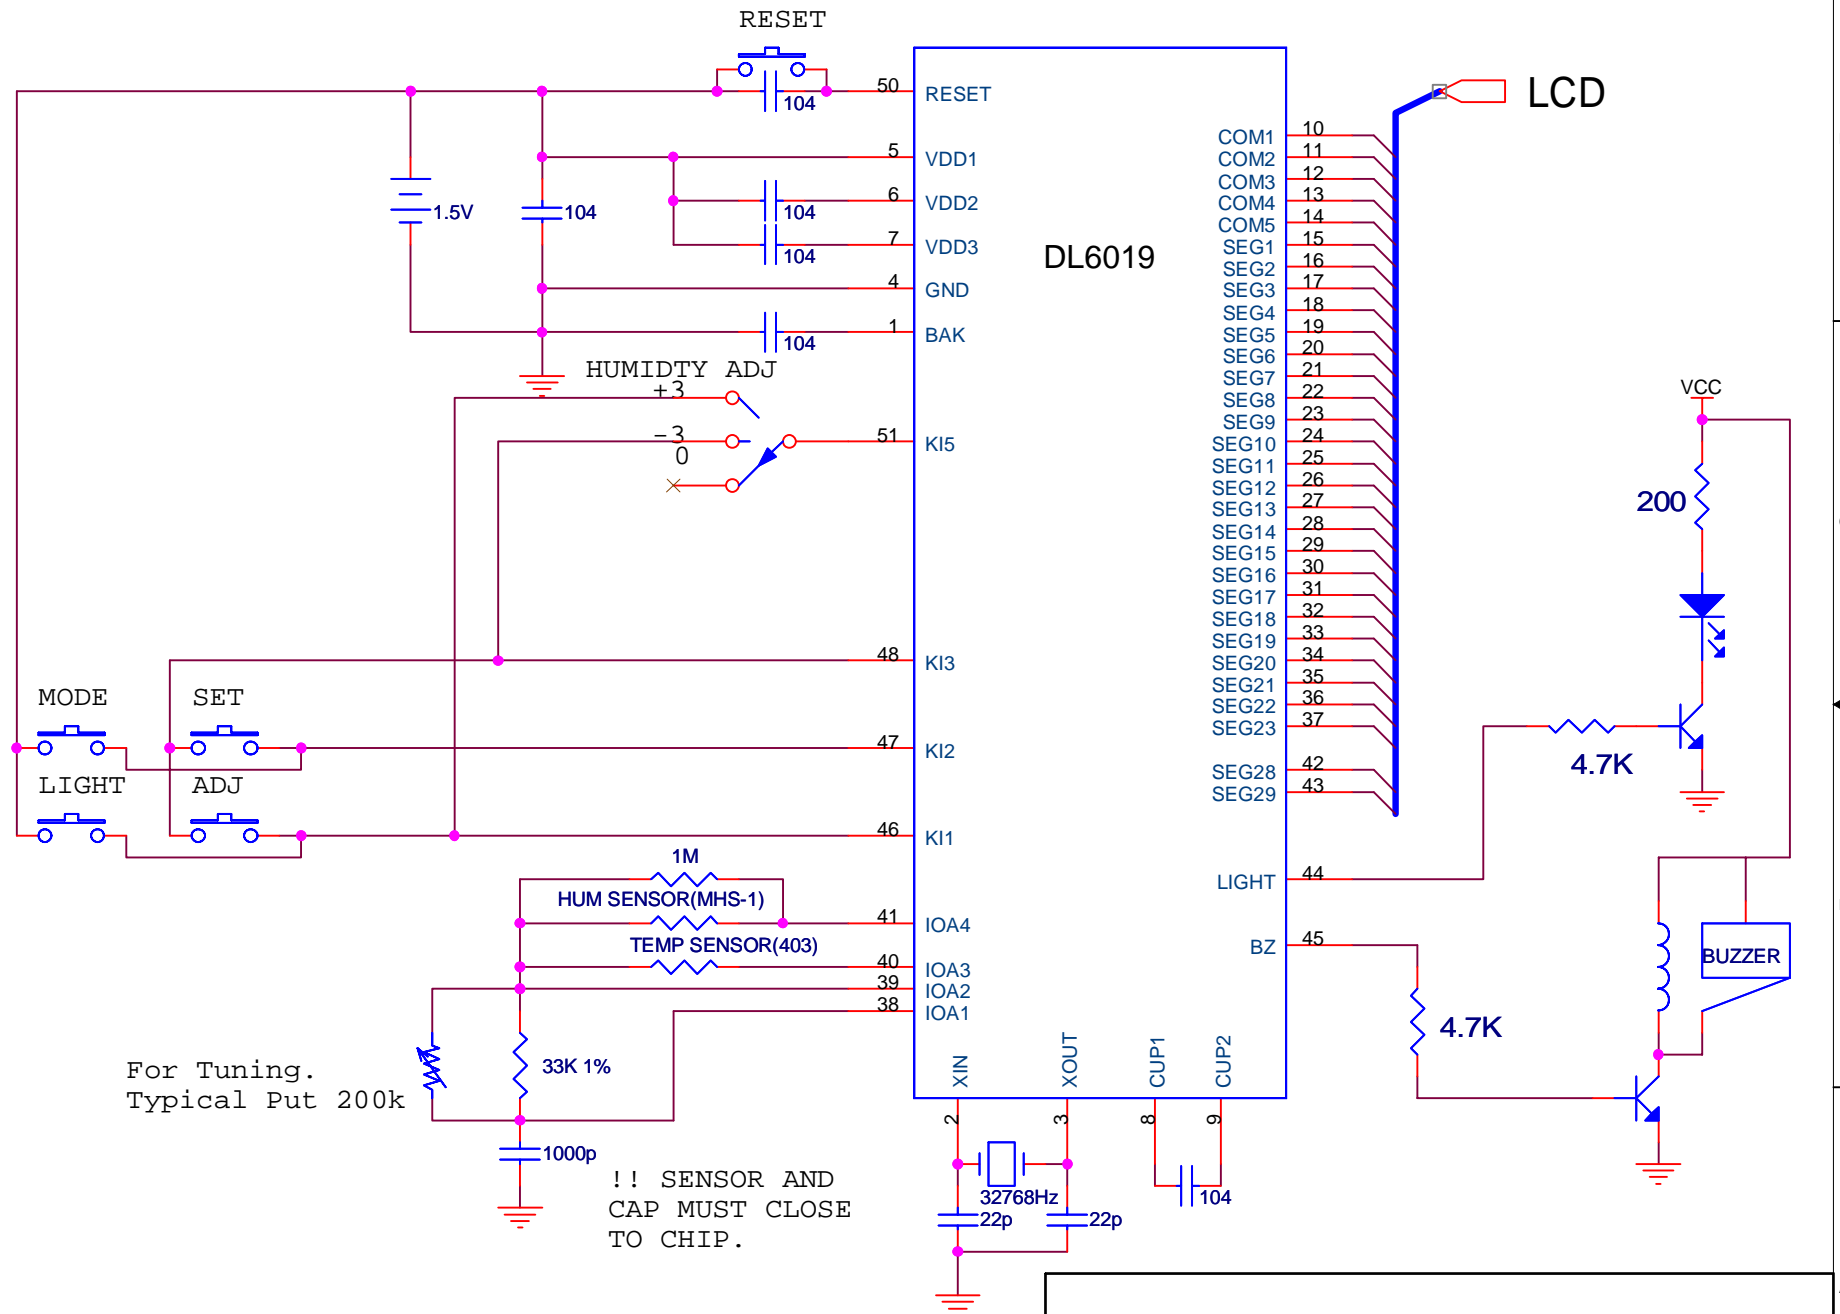 RESET
104
50
RESET
LCD
5
VDD1
6
VDD2
104
7
VDD3
104
1.5V
104
4
GND
1
BAK
104
DL6019
COM1
10
COM2
11
COM3
12
COM4
13
COM5
14
SEG1
15
SEG2
16
SEG3
17
SEG4
18
SEG5
19
SEG6
20
SEG7
21
SEG8
22
SEG9
23
SEG10
24
SEG11
25
SEG12
26
SEG13
27
SEG14
28
SEG15
29
SEG16
30
SEG17
31
SEG18
32
SEG19
33
SEG20
34
SEG21
35
SEG22
36
SEG23
37
SEG28
42
SEG29
43
HUMIDTY ADJ
+3
-3
0
51
KI5
48
KI3
MODE
SET
47
KI2
LIGHT
ADJ
46
KI1
1M
HUM SENSOR(MHS-1)
41
IOA4
TEMP SENSOR(403)
40
IOA3
39
IOA2
38
IOA1
33K 1%
For Tuning.
Typical Put 200k
1000p
!! SENSOR AND
CAP MUST CLOSE
TO CHIP.
XIN
XOUT
CUP1
CUP2
2
3
8
9
32768Hz
22p
22p
104
LIGHT
44
BZ
45
VCC
200
4.7K
BUZZER
4.7K